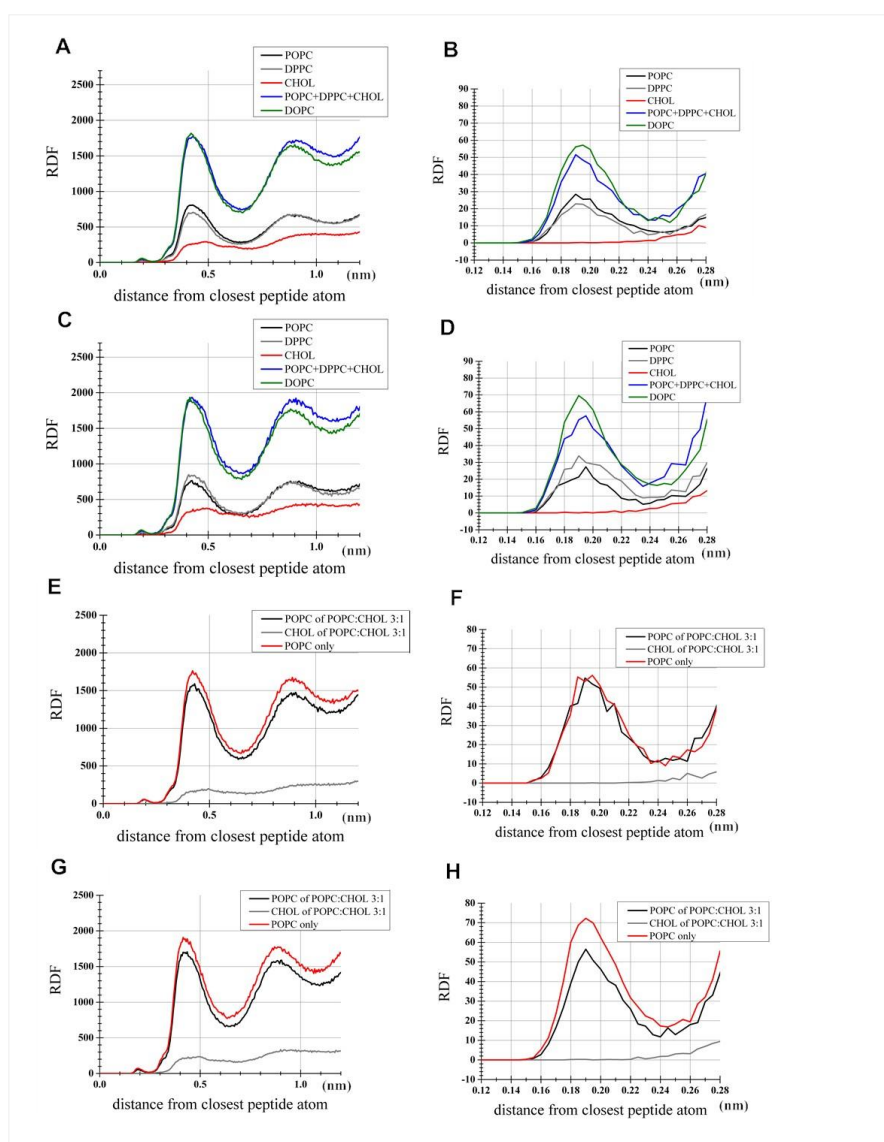 A
POPC
DPPC
CHOL
POPC+DPPC+CHOL
DOPC
2500
2000
1500
1000
500
0
RDF
0.0
0.5
1.0
(nm)
distance from closest peptide atom
B
POPC
DPPC
CHOL
POPC+DPPC+CHOL
DOPC
90
80
70
60
50
40
30
20
10
0
-10
RDF
0.12 0.14 0.16 0.18 0.20 0.22 0.24 0.26 0.28
distance from closest peptide atom (nm)
C
POPC
DPPC
CHOL
POPC+DPPC+CHOL
DOPC
2500
2000
1500
1000
500
0
RDF
0.0
0.5
1.0
(nm)
distance from closest peptide atom
D
POPC
DPPC
CHOL
POPC+DPPC+CHOL
DOPC
90
80
70
60
50
40
30
20
10
0
-10
RDF
0.12 0.14 0.16 0.18 0.20 0.22 0.24 0.26 0.28
distance from closest peptide atom (nm)
E
POPC of POPC:CHOL 3:1
CHOL of POPC:CHOL 3:1
POPC only
2500
2000
1500
1000
500
0
RDF
0.0
0.5
1.0
(nm)
distance from closest peptide atom
F
POPC of POPC:CHOL 3:1
CHOL of POPC:CHOL 3:1
POPC only
80
70
60
50
40
30
20
10
0
-10
RDF
0.12 0.14 0.16 0.18 0.20 0.22 0.24 0.26 0.28
distance from closest peptide atom (nm)
G
POPC of POPC:CHOL 3:1
CHOL of POPC:CHOL 3:1
POPC only
2500
2000
1500
1000
500
0
RDF
0.0
0.5
1.0
(nm)
distance from closest peptide atom
H
POPC of POPC:CHOL 3:1
CHOL of POPC:CHOL 3:1
POPC only
80
70
60
50
40
30
20
10
0
-10
RDF
0.12 0.14 0.16 0.18 0.20 0.22 0.24 0.26 0.28
distance from closest peptide atom (nm)